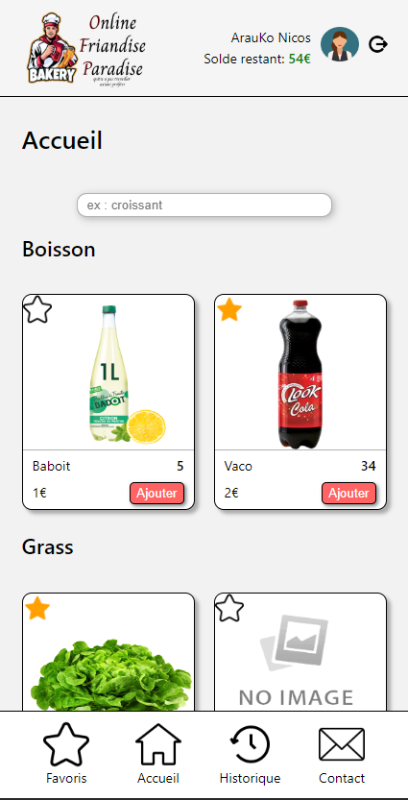 Online
Friandise
Paradise
BAKERY
ArauKo Nicos
Solde restant: 54€
Accueil
ex : croissant
Boisson
1L
BABOIT
Look
Cola
Baboit 5
1€ Ajouter
Vaco 34
2€ Ajouter
Grass
NO IMAGE
Favoris
Accueil
Historique
Contact